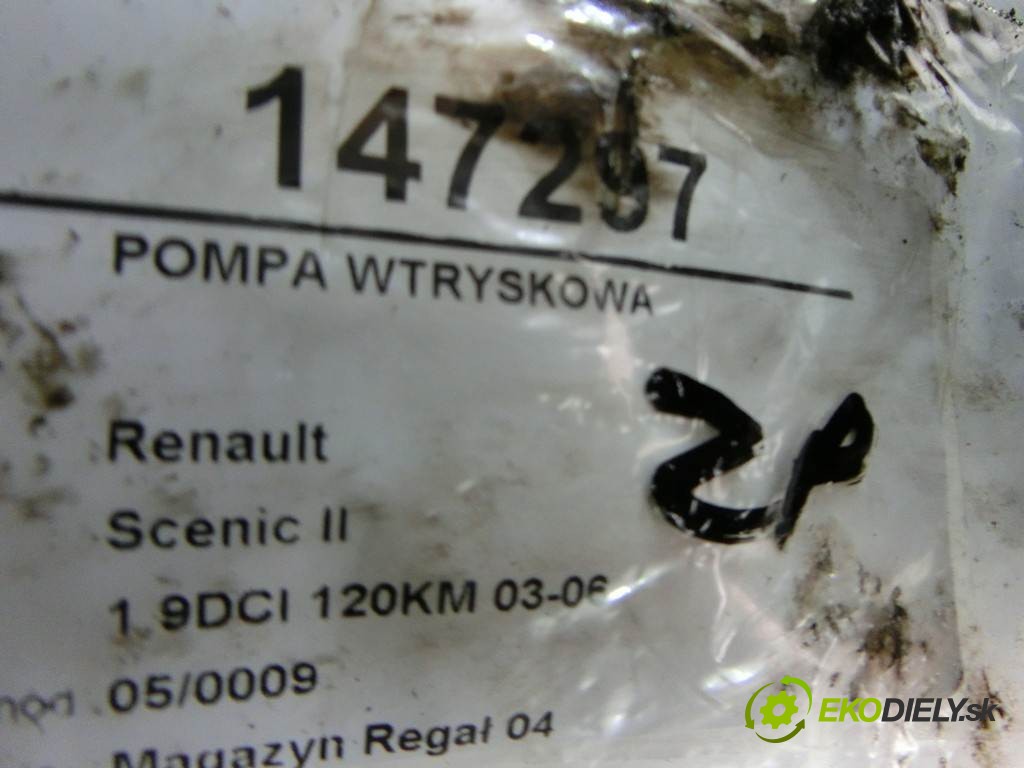 147297
POMPA WTRYSKOWA
Renault
Scenic II
1.9DCI 120KM 03-06
05/0009
Magazyn Regał 04
EKODIELY.sk